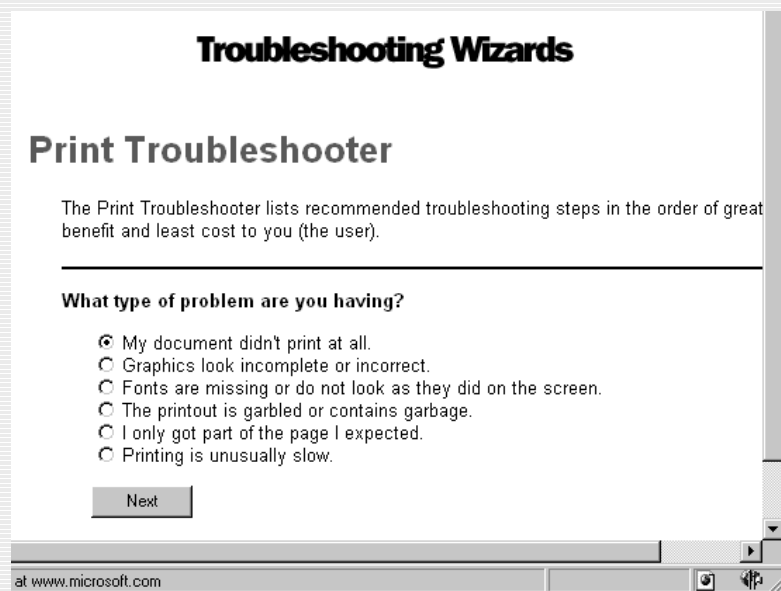 Troubleshooting Wizards
Print Troubleshooter
The Print Troubleshooter lists recommended troubleshooting steps in the order of great
benefit and least cost to you (the user).
What type of problem are you having?
My document didn't print at all.
Graphics look incomplete or incorrect.
Fonts are missing or do not look as they did on the screen.
The printout is garbled or contains garbage.
I only got part of the page I expected.
Printing is unusually slow.
Next
at www.microsoft.com